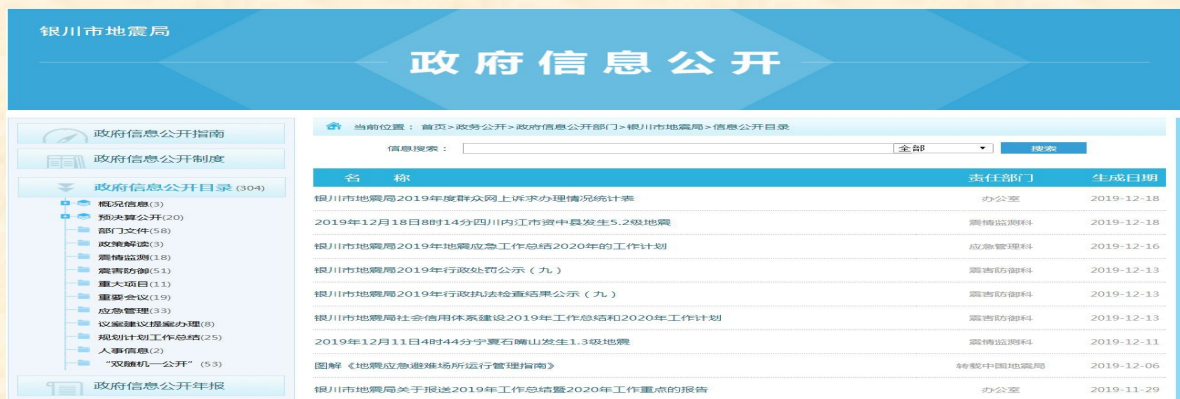 银川市地震局
政府信息公开
政府信息公开指南
政府信息公开制度
政府信息公开目录 (304)
概况信息(3)
预决算公开(20)
部门文件(58)
政策解读(3)
震情监测(18)
震害防御(51)
重大项目(11)
重要会议(19)
应急管理(33)
议案建议提案办理(8)
规划计划工作总结(25)
人事信息(2)
“双随机一公开” (53)
政府信息公开年报
当前位置： 首页>政务公开>政府信息公开部门>银川市地震局>信息公开目录
信息搜索： 全部 搜索
名 称 责任部门 生成日期
银川市地震局2019年度群众网上诉求办理情况统计表 办公室 2019-12-18
2019年12月18日8时14分四川内江市资中县发生5.2级地震 震情监测科 2019-12-18
银川市地震局2019年地震应急工作总结2020年的工作计划 应急管理科 2019-12-16
银川市地震局2019年行政处罚公示（九） 震害防御科 2019-12-13
银川市地震局2019年行政执法检查结果公示（九） 震害防御科 2019-12-13
银川市地震局社会信用体系建设2019年工作总结和2020年工作计划 震害防御科 2019-12-13
2019年12月11日4时44分宁夏石嘴山发生1.3级地震 震情监测科 2019-12-11
图解《地震应急避难场所运行管理指南》 转载中国地震局 2019-12-06
银川市地震局关于报送2019年工作总结暨2020年工作重点的报告 办公室 2019-11-29